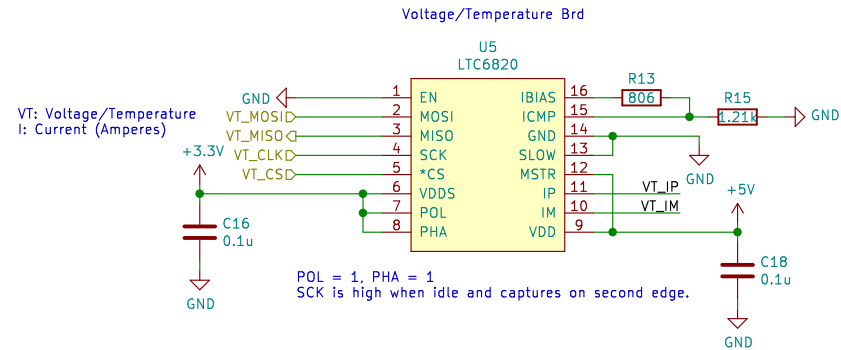 Voltage/Temperature Brd
U5
LTC6820
VT: Voltage/Temperature
I: Current (Amperes)
GND
VT_MOSI
VT_MISO
VT_CLK
VT_CS
+3.3V
1 EN
2 MOSI
3 MISO
4 SCK
5 *CS
6 VDDS
7 POL
8 PHA
IBIAS 16
ICMP 15
GND 14
SLOW 13
MSTR 12
IP 11
IM 10
VDD 9
R13
806
R15
1.21k
GND
GND
VT_IP
VT_IM
+5V
C16
0.1u
GND
C18
0.1u
GND
POL = 1, PHA = 1
SCK is high when idle and captures on second edge.